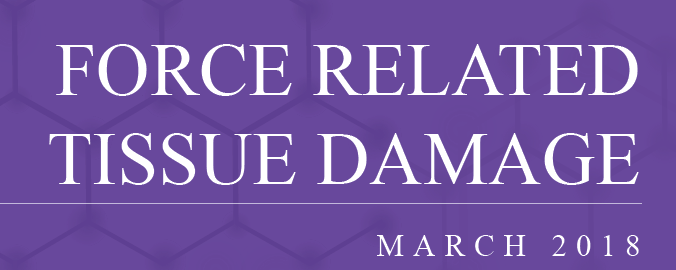 FORCE RELATED
TISSUE DAMAGE
MARCH 2018